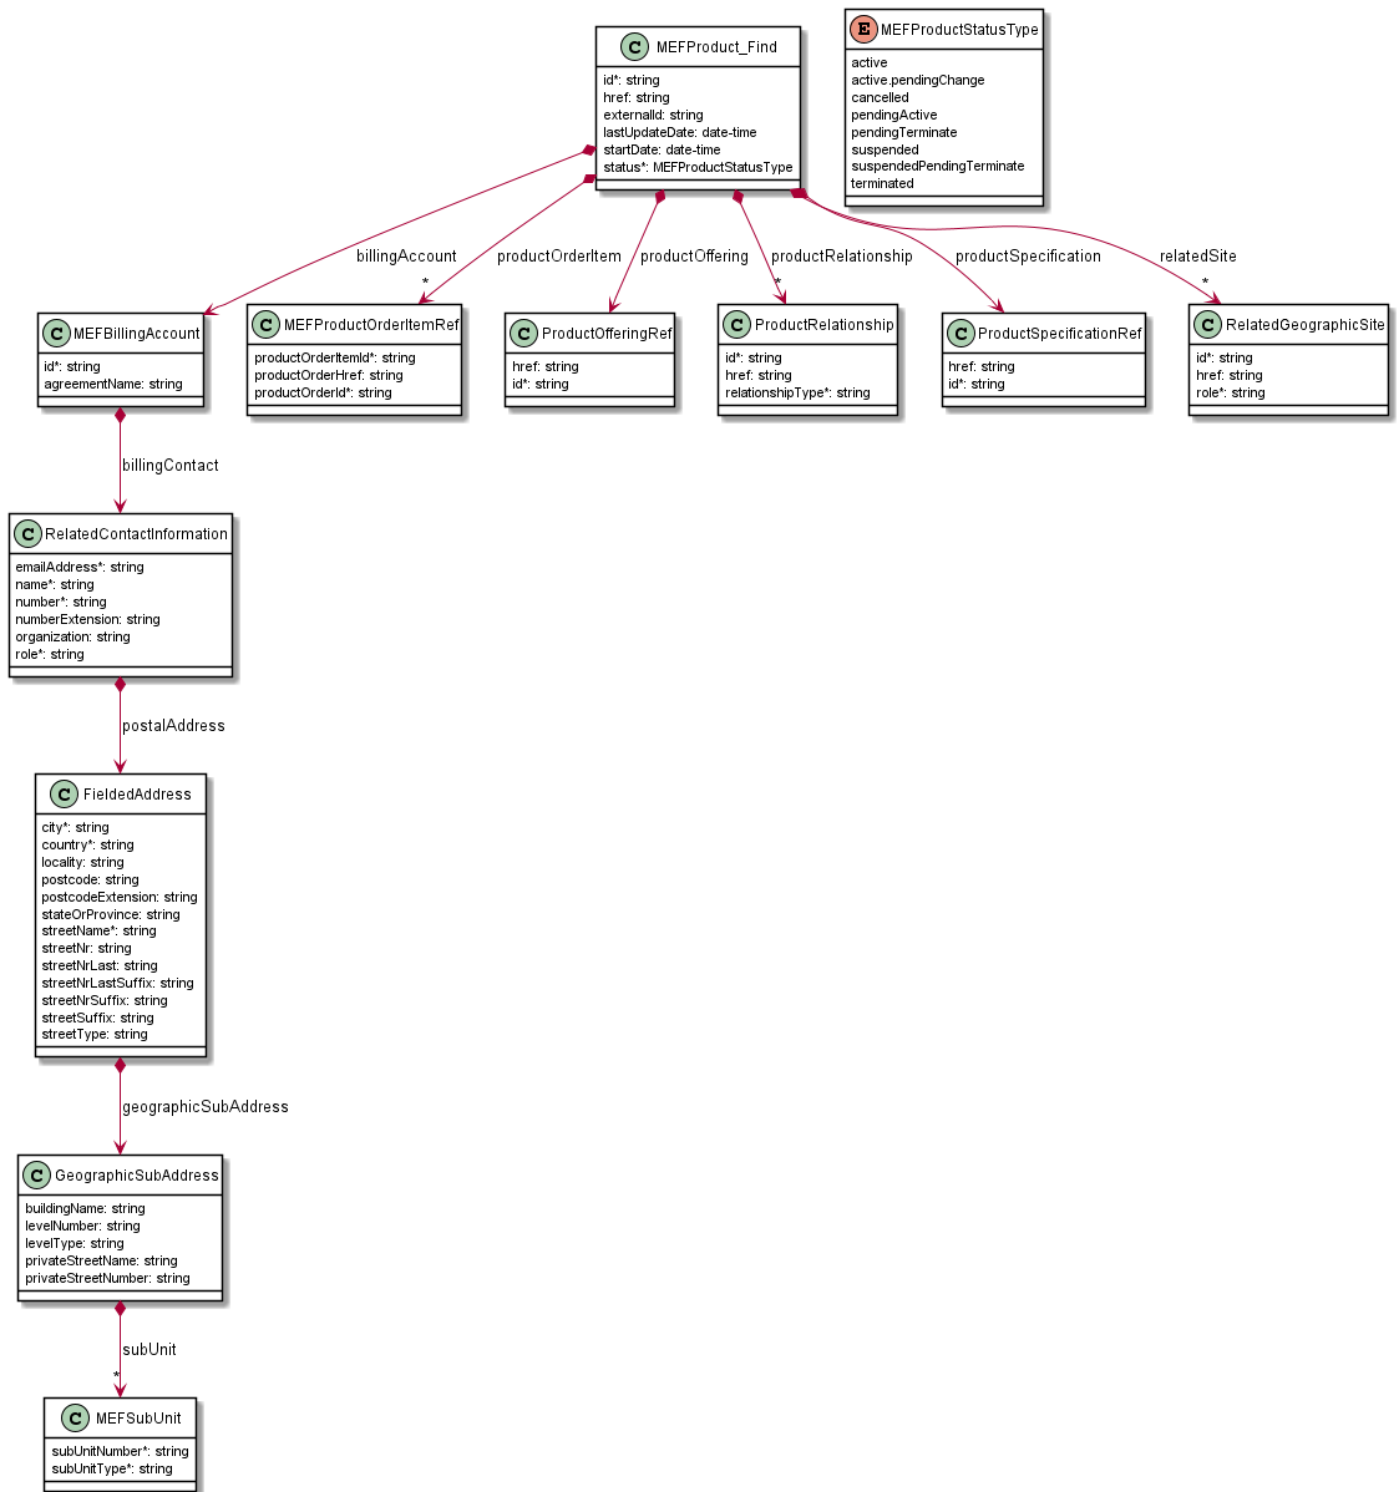 C MEFProduct_Find
id*: string
href: string
externalId: string
lastUpdateDate: date-time
startDate: date-time
status*: MEFProductStatusType
E MEFProductStatusType
active
active.pendingChange
cancelled
pendingActive
pendingTerminate
suspended
suspendedPendingTerminate
terminated
billingAccount
productOrderItem
*
productOffering
productRelationship
*
productSpecification
relatedSite
*
C MEFBillingAccount
id*: string
agreementName: string
C MEFProductOrderItemRef
productOrderItemId*: string
productOrderHref: string
productOrderId*: string
C ProductOfferingRef
href: string
id*: string
C ProductRelationship
id*: string
href: string
relationshipType*: string
C ProductSpecificationRef
href: string
id*: string
C RelatedGeographicSite
id*: string
href: string
role*: string
billingContact
C RelatedContactInformation
emailAddress*: string
name*: string
number*: string
numberExtension: string
organization: string
role*: string
postalAddress
C FieldedAddress
city*: string
country*: string
locality: string
postcode: string
postcodeExtension: string
stateOrProvince: string
streetName*: string
streetNr: string
streetNrLast: string
streetNrLastSuffix: string
streetNrSuffix: string
streetSuffix: string
streetType: string
geographicSubAddress
C GeographicSubAddress
buildingName: string
levelNumber: string
levelType: string
privateStreetName: string
privateStreetNumber: string
subUnit
*
C MEFSubUnit
subUnitNumber*: string
subUnitType*: string